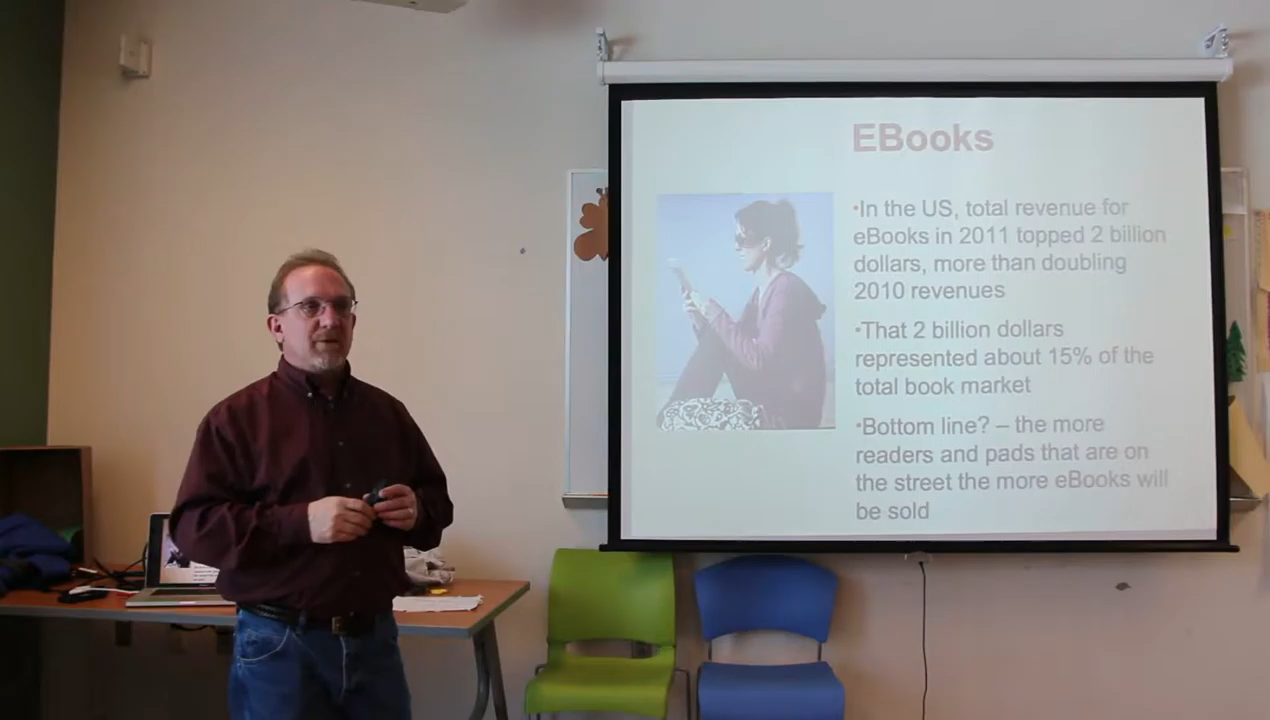 EBooks
•In the US, total revenue for
eBooks in 2011 topped 2 billion
dollars, more than doubling
2010 revenues
•That 2 billion dollars
represented about 15% of the
total book market
•Bottom line? – the more
readers and pads that are on
the street the more eBooks will
be sold